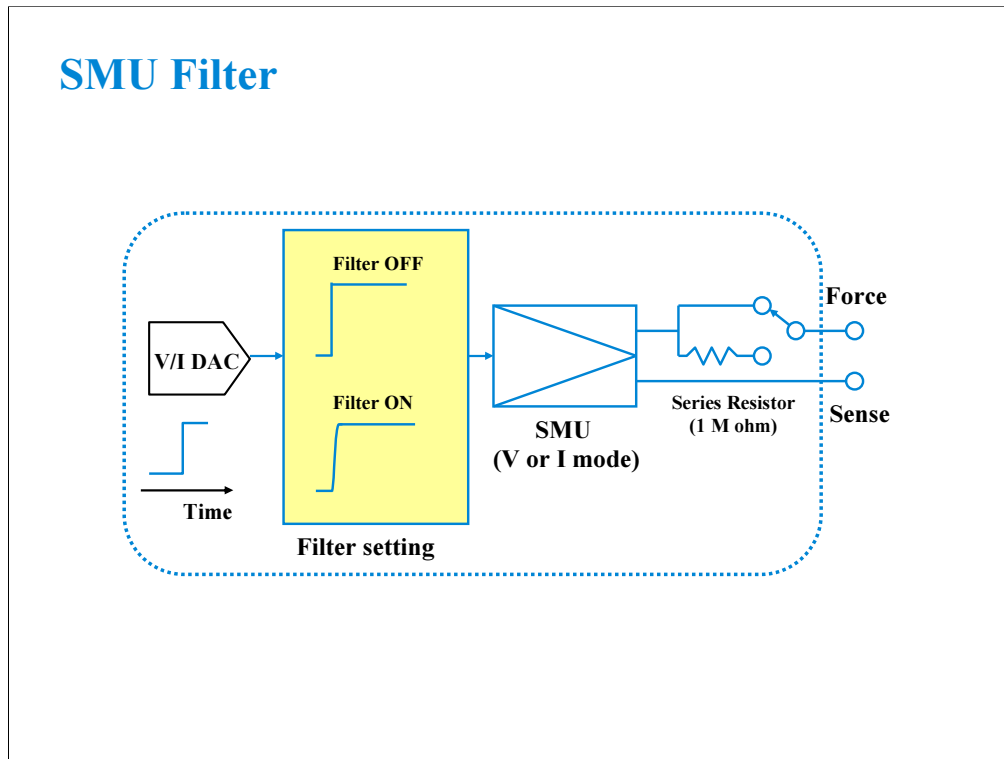 SMU Filter
Filter OFF
Force
V/I DAC
Filter ON
Series Resistor
(1 M ohm)
Sense
SMU
(V or I mode)
Time
Filter setting